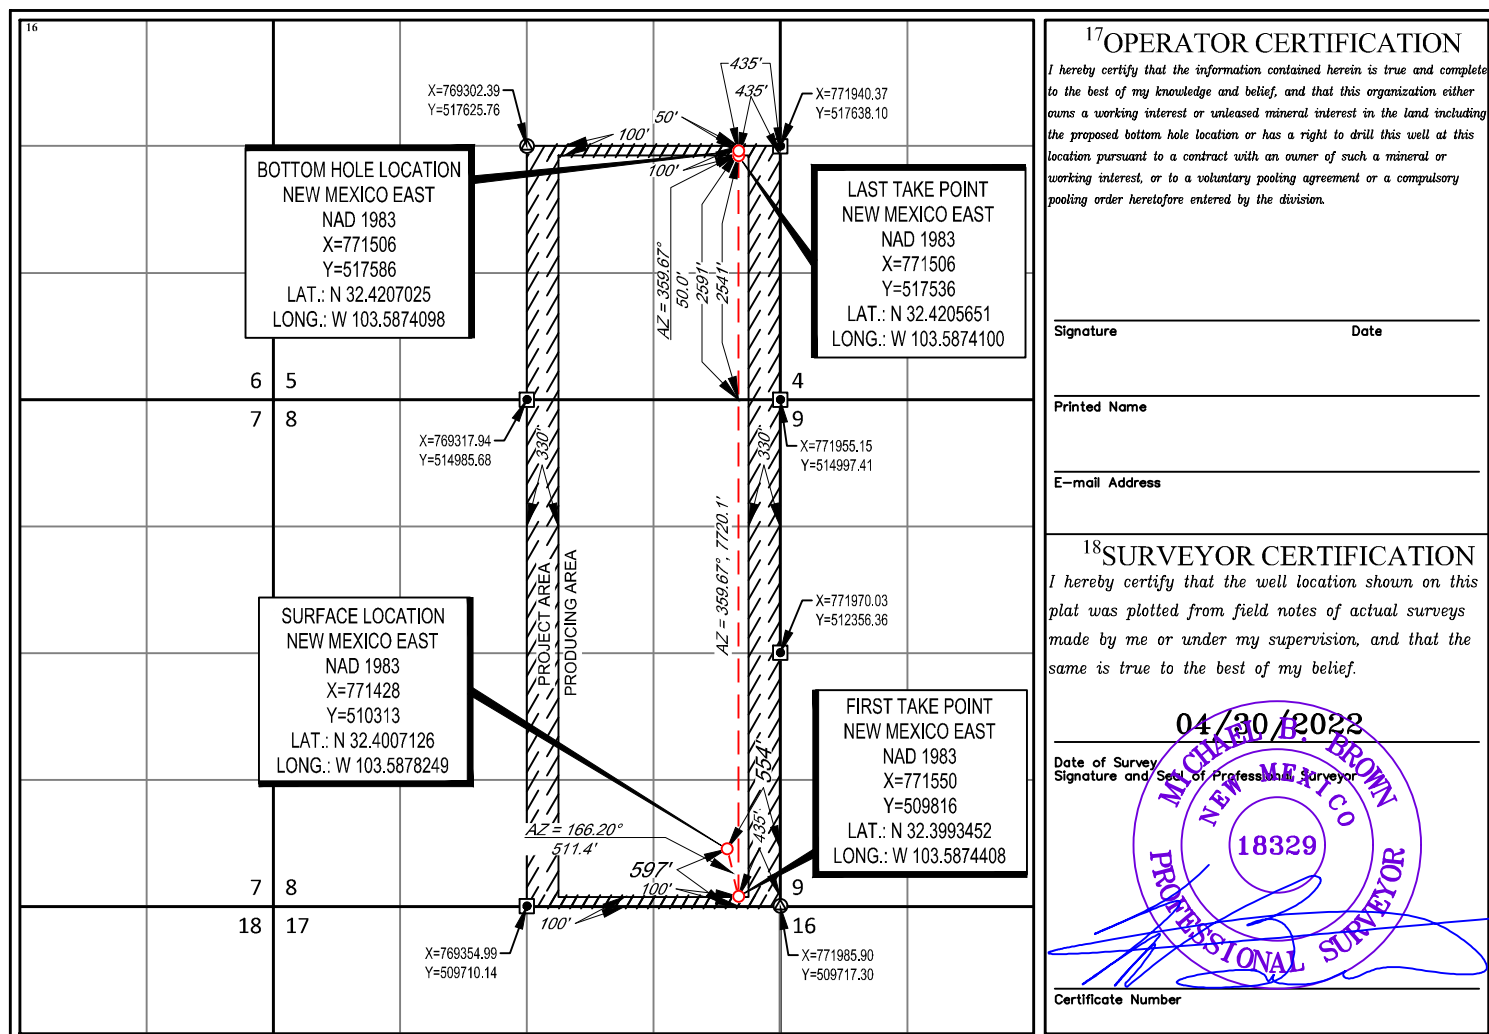 16
X=769302.39
Y=517625.76
435'
435'
X=771940.37
Y=517638.10
50'
100'
100'
BOTTOM HOLE LOCATION
NEW MEXICO EAST
NAD 1983
X=771506
Y=517586
LAT.: N 32.4207025
LONG.: W 103.5874098
LAST TAKE POINT
NEW MEXICO EAST
NAD 1983
X=771506
Y=517536
LAT.: N 32.4205651
LONG.: W 103.5874100
AZ = 359.67°
50.0'
2591'
2541'
6 5
4
7 8
9
X=769317.94
Y=514985.68
330'
330'
X=771955.15
Y=514997.41
AZ = 359.67°, 7720.1'
PROJECT AREA
PRODUCING AREA
X=771970.03
Y=512356.36
SURFACE LOCATION
NEW MEXICO EAST
NAD 1983
X=771428
Y=510313
LAT.: N 32.4007126
LONG.: W 103.5878249
FIRST TAKE POINT
NEW MEXICO EAST
NAD 1983
X=771550
Y=509816
LAT.: N 32.3993452
LONG.: W 103.5874408
554'
435'
AZ = 166.20°
511.4'
597'
100'
100'
7 8
9
18 17
16
X=769354.99
Y=509710.14
X=771985.90
Y=509717.30
17OPERATOR CERTIFICATION
I hereby certify that the information contained herein is true and complete
to the best of my knowledge and belief, and that this organization either
owns a working interest or unleased mineral interest in the land including
the proposed bottom hole location or has a right to drill this well at this
location pursuant to a contract with an owner of such a mineral or
working interest, or to a voluntary pooling agreement or a compulsory
pooling order heretofore entered by the division.
Signature Date
Printed Name
E-mail Address
18SURVEYOR CERTIFICATION
I hereby certify that the well location shown on this
plat was plotted from field notes of actual surveys
made by me or under my supervision, and that the
same is true to the best of my belief.
04/30/2022
Date of Survey
Signature and Seal of Professional Surveyor
MICHAEL B. BROWN
NEW MEXICO
18329
PROFESSIONAL SURVEYOR
Certificate Number